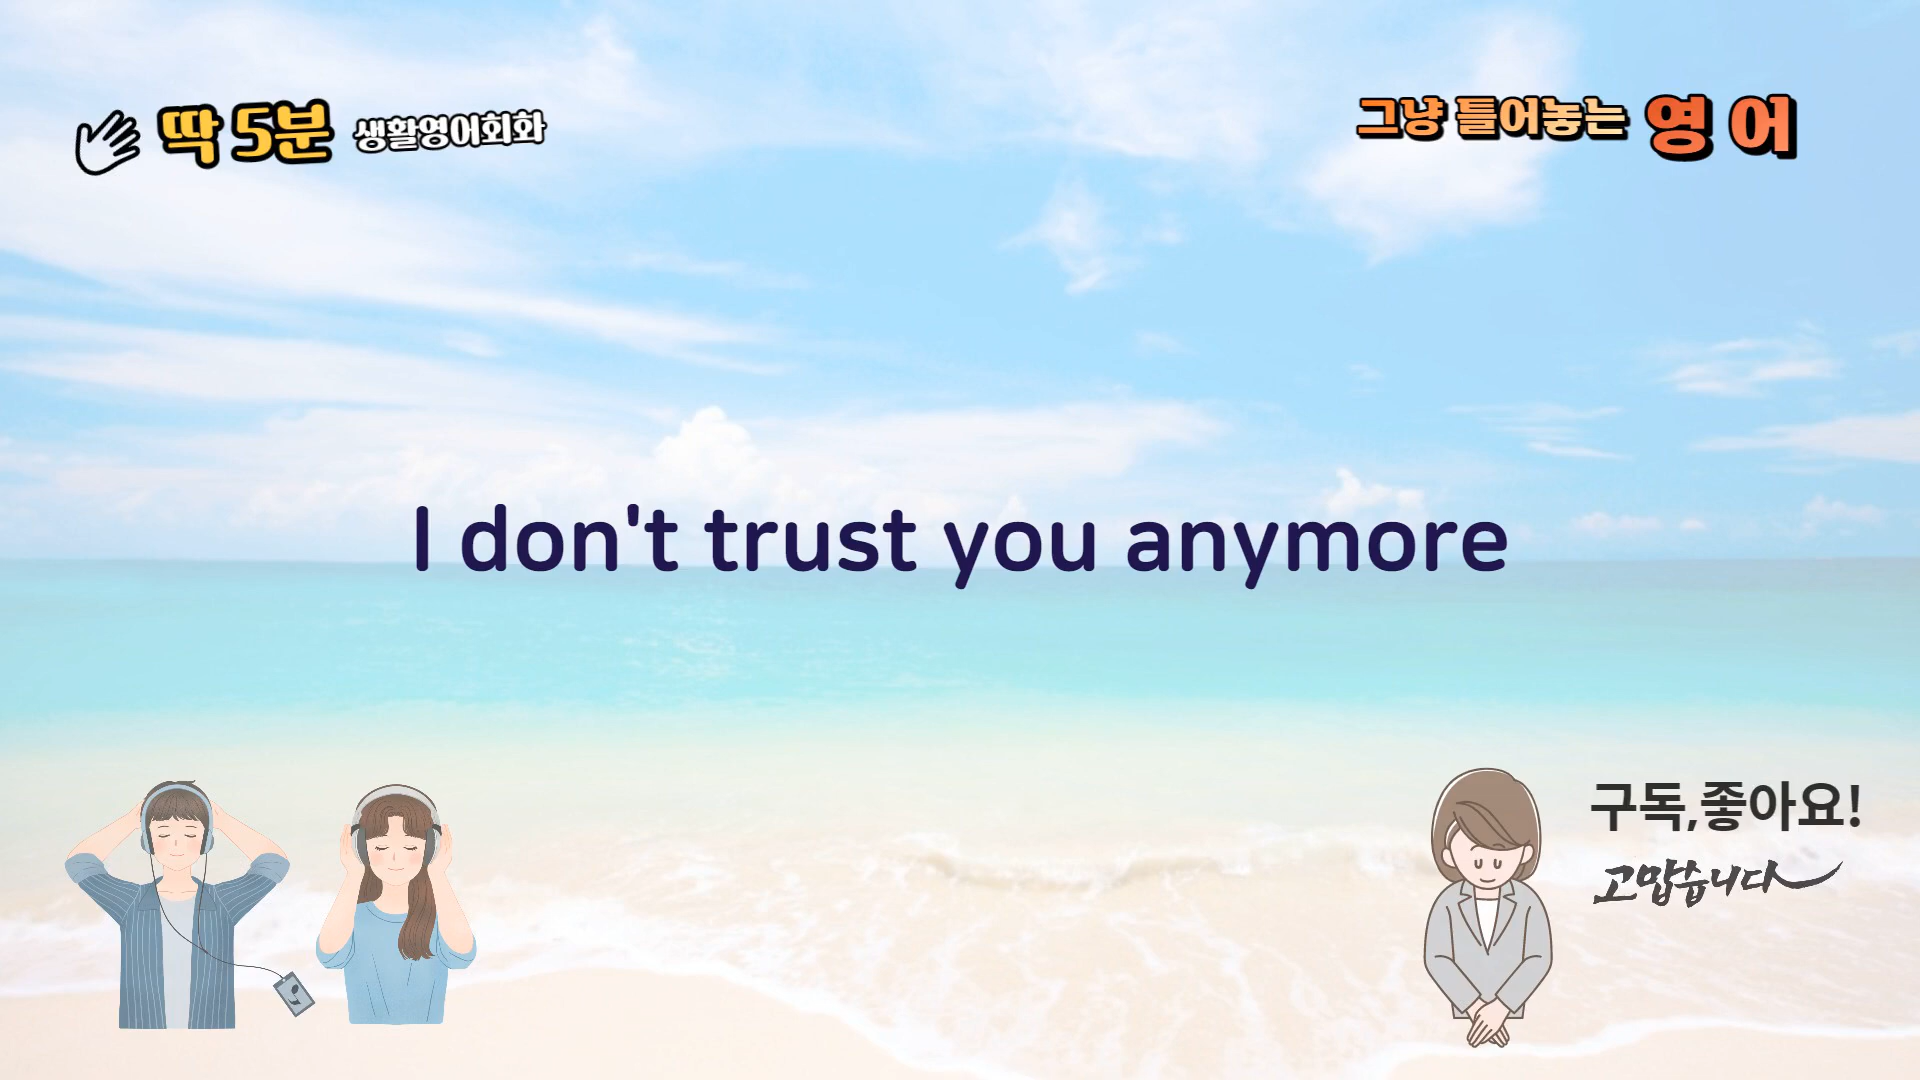 딱 5분 생활영어회화
그냥 틀어놓는 영어
I don't trust you anymore
구독,좋아요!
고맙습니다